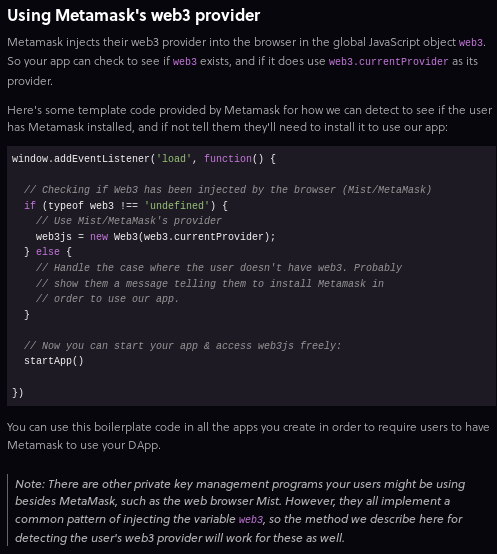 Using Metamask's web3 provider
Metamask injects their web3 provider into the browser in the global JavaScript object web3.
So your app can check to see if web3 exists, and if it does use web3.currentProvider as its
provider.
Here's some template code provided by Metamask for how we can detect to see if the user
has Metamask installed, and if not tell them they'll need to install it to use our app:
window.addEventListener('load', function() {
  // Checking if Web3 has been injected by the browser (Mist/MetaMask)
  if (typeof web3 !== 'undefined') {
    // Use Mist/MetaMask's provider
    web3js = new Web3(web3.currentProvider);
  } else {
    // Handle the case where the user doesn't have web3. Probably
    // show them a message telling them to install Metamask in
    // order to use our app.
  }
  // Now you can start your app & access web3js freely:
  startApp()
})
You can use this boilerplate code in all the apps you create in order to require users to have
Metamask to use your DApp.
Note: There are other private key management programs your users might be using
besides MetaMask, such as the web browser Mist. However, they all implement a
common pattern of injecting the variable web3, so the method we describe here for
detecting the user's web3 provider will work for these as well.